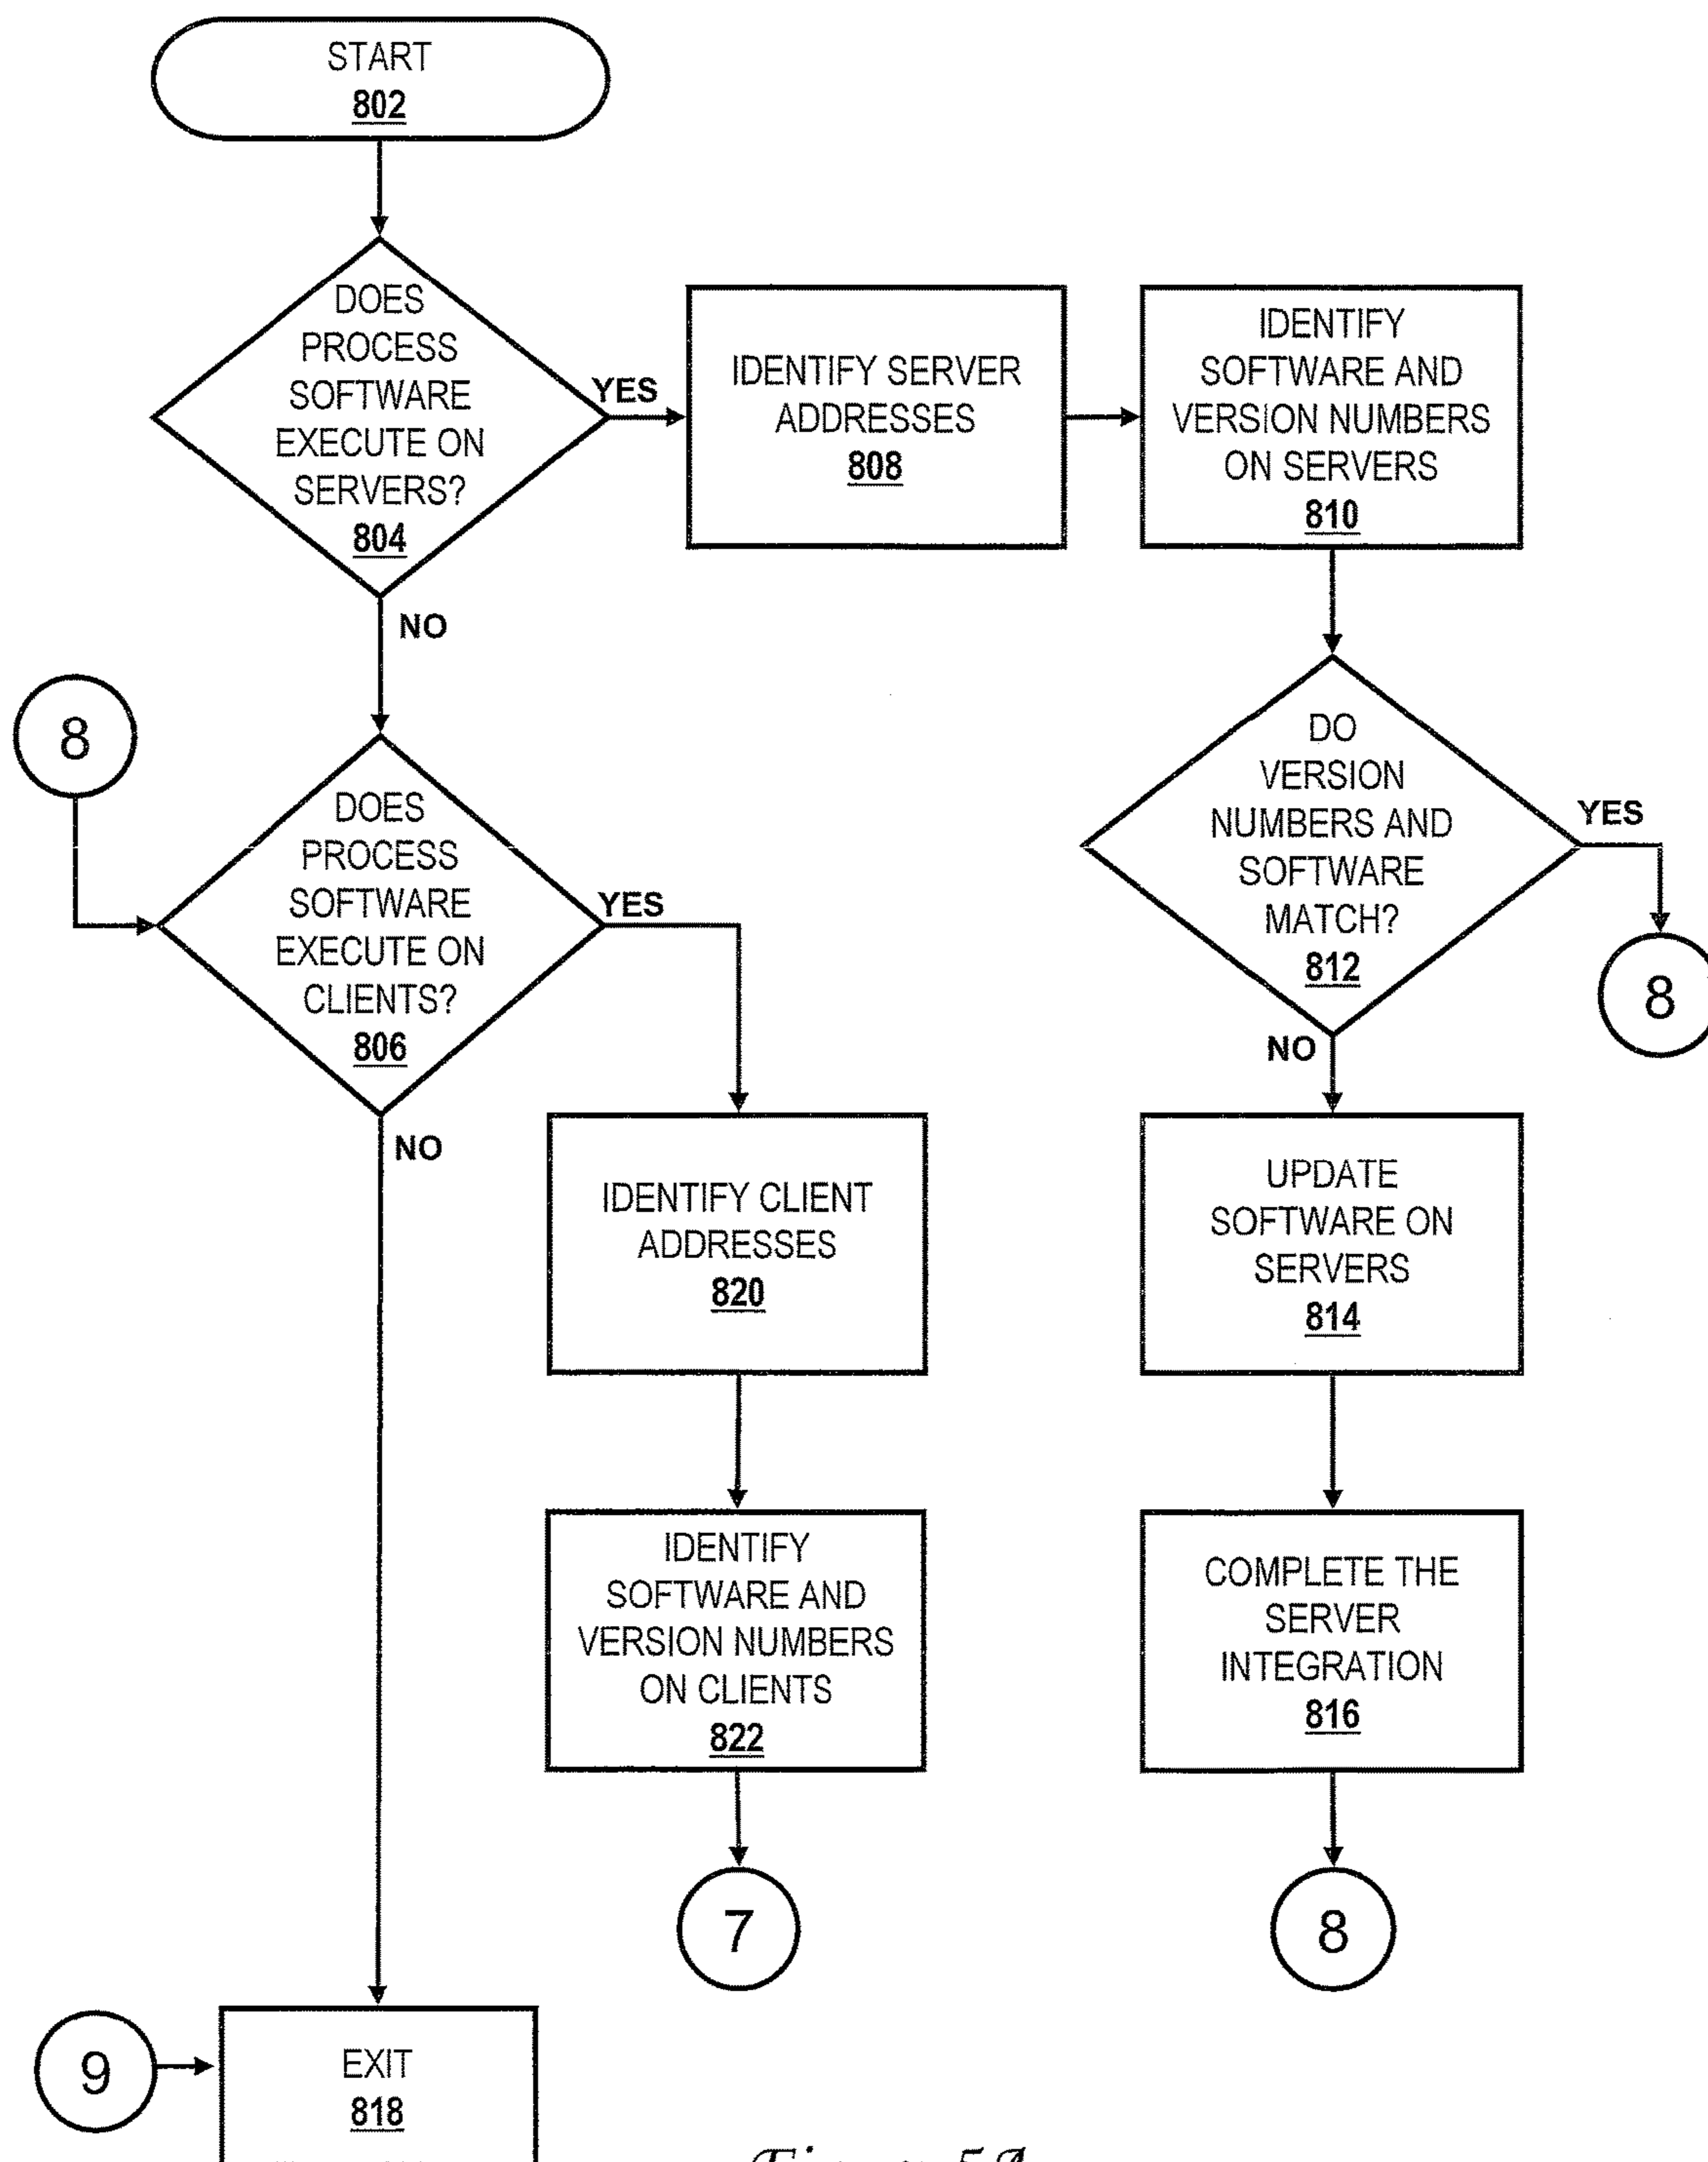 START
802
DOES
PROCESS
SOFTWARE
EXECUTE ON
SERVERS?
804
YES
IDENTIFY SERVER
ADDRESSES
808
IDENTIFY
SOFTWARE AND
VERSION NUMBERS
ON SERVERS
810
NO
8
DOES
PROCESS
SOFTWARE
EXECUTE ON
CLIENTS?
806
YES
DO
VERSION
NUMBERS AND
SOFTWARE
MATCH?
812
YES
8
NO
NO
IDENTIFY CLIENT
ADDRESSES
820
UPDATE
SOFTWARE ON
SERVERS
814
IDENTIFY
SOFTWARE AND
VERSION NUMBERS
ON CLIENTS
822
COMPLETE THE
SERVER
INTEGRATION
816
7
8
9
EXIT
818